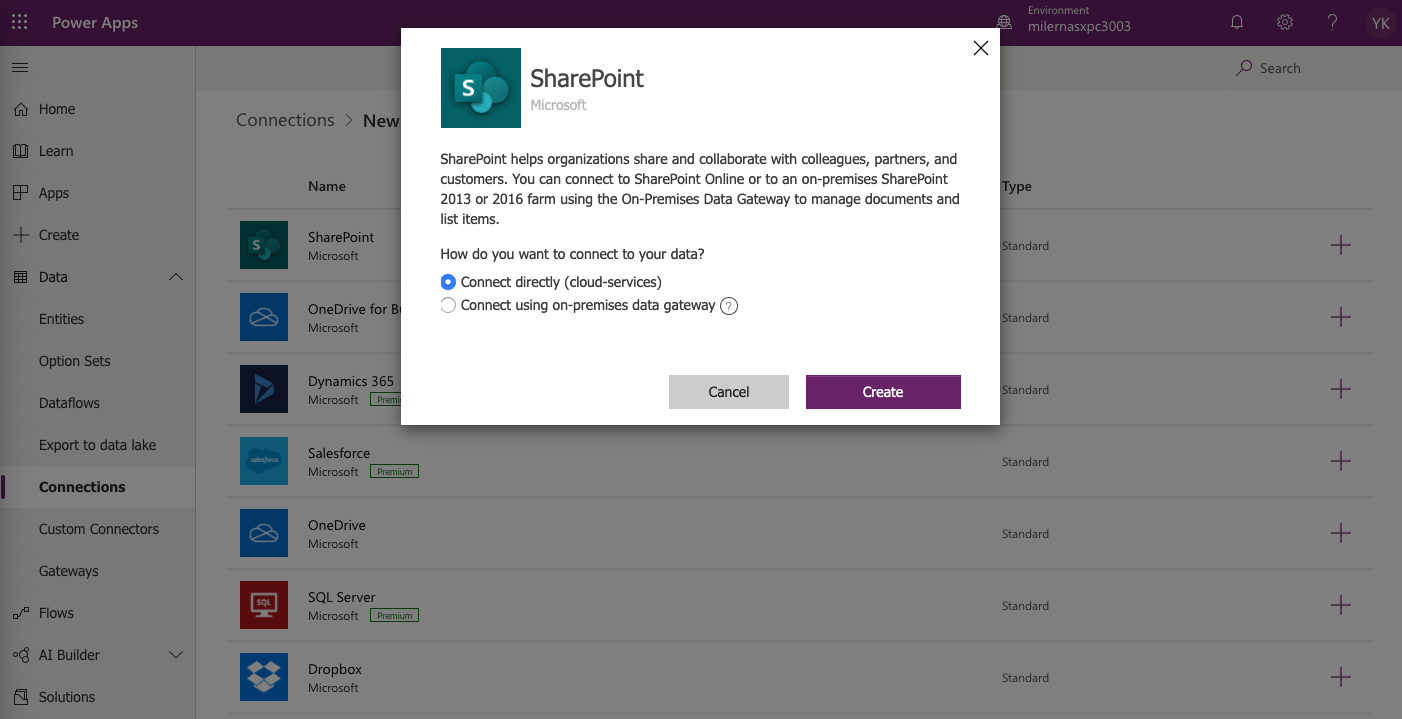 Power Apps
Environment
milernasxpc3003
YK
Search
Home
Learn
Apps
Create
Data
Entities
Option Sets
Dataflows
Export to data lake
Connections
Custom Connectors
Gateways
Flows
AI Builder
Solutions
Connections > New
Name
Type
SharePoint
Microsoft
Standard
OneDrive for Bu
Microsoft
Standard
Dynamics 365
Microsoft Premi
Standard
salesforce
Salesforce
Microsoft Premium
Standard
OneDrive
Microsoft
Standard
SQL
SQL Server
Microsoft Premium
Standard
Dropbox
Microsoft
Standard
S
SharePoint
Microsoft
SharePoint helps organizations share and collaborate with colleagues, partners, and
customers. You can connect to SharePoint Online or to an on-premises SharePoint
2013 or 2016 farm using the On-Premises Data Gateway to manage documents and
list items.
How do you want to connect to your data?
Connect directly (cloud-services)
Connect using on-premises data gateway ?
Cancel
Create